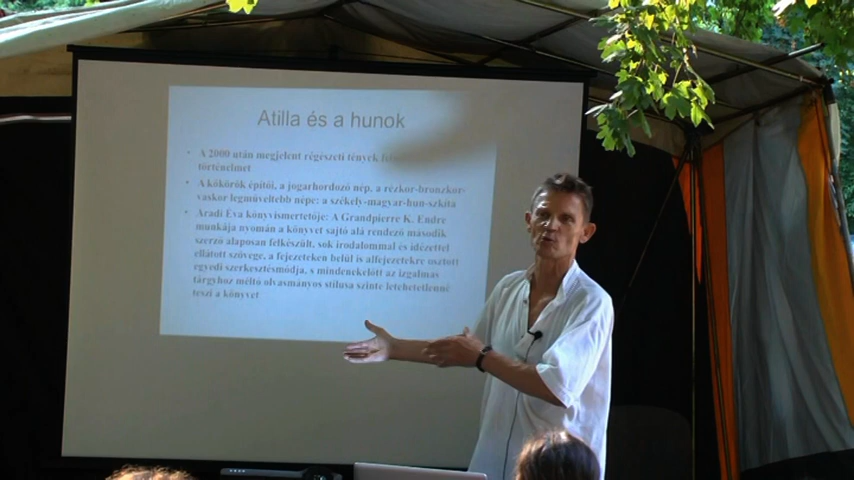 Atilla és a hunok
A 2000 után megjelent régészeti tények
történelmet
A kőkörök építői, a jogarhordozó nép, a rézkor-bronzkor-
vaskor legműveltebb népe: a székely-magyar-hun-szkíta
Aradi Éva könyvismertetője: A Grandpierre K. Endre
munkája nyomán a könyvet sajtó alá rendező második
szerző alaposan felkészült, sok irodalommal és idézettel
ellátott szövege, a fejezeteken belül is alfejezetekre osztott
egyedi szerkesztésmódja, s mindenekelőtt az izgalmas
tárgyhoz méltó olvasmányos stílusa szinte letehetetlenné
teszi a könyvet